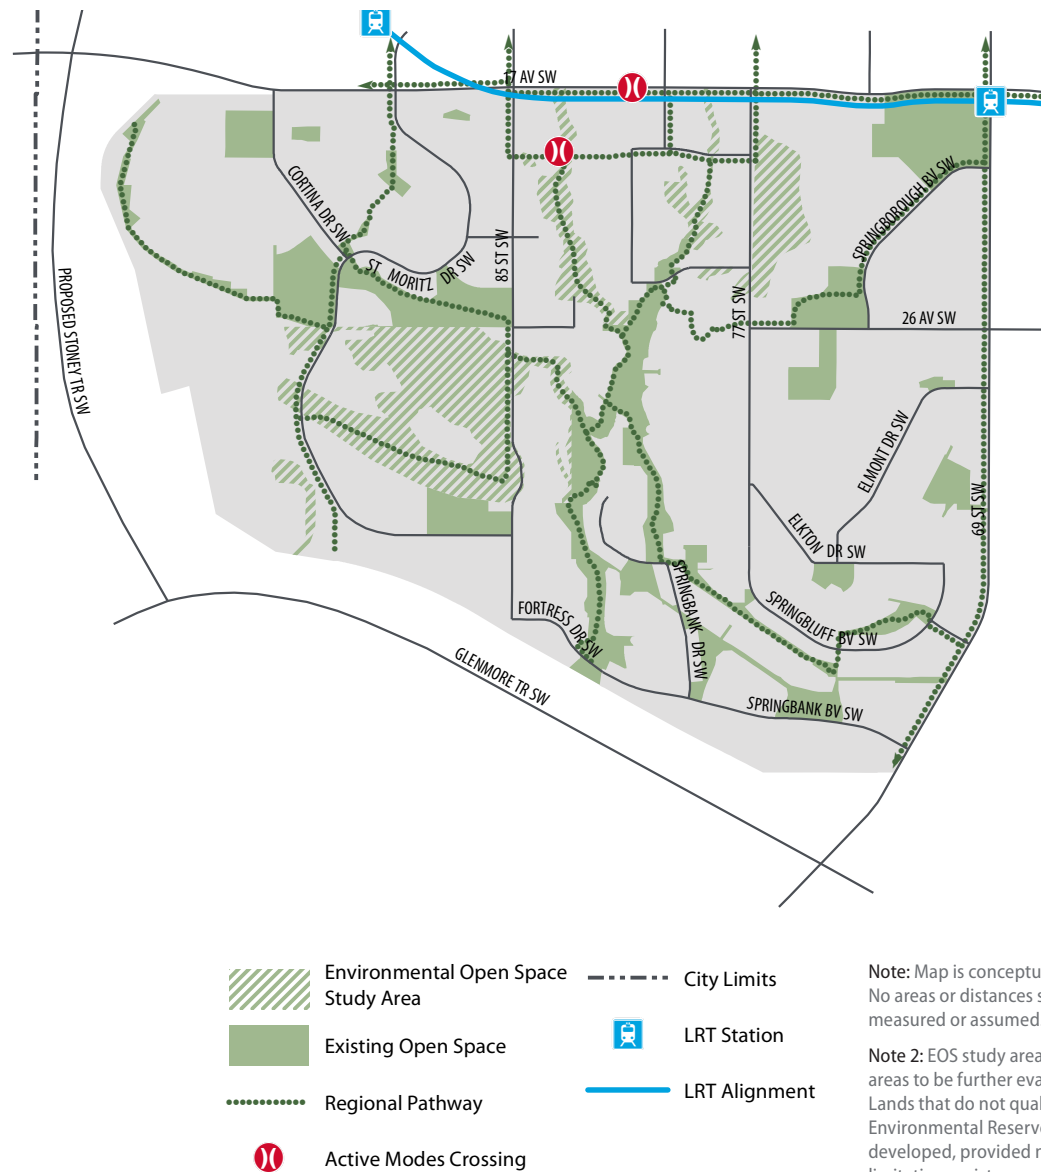 17 AV SW
CORTINA DR SW
ST MORITZ DR SW
85 ST SW
SPRINGBOROUGH BV SW
77 ST SW
26 AV SW
PROPOSED STONEY TR SW
ELMONT DR SW
69 ST SW
ELKTON DR SW
SPRINGBANK DR SW
SPRINGBLUFF BV SW
FORTRESS DR SW
GLENMORE TR SW
SPRINGBANK BV SW
Environmental Open Space
Study Area
Existing Open Space
Regional Pathway
Active Modes Crossing
City Limits
LRT Station
LRT Alignment
Note: Map is conceptu
No areas or distances s
measured or assumed
Note 2: EOS study area
areas to be further eva
Lands that do not qual
Environmental Reserve
developed, provided